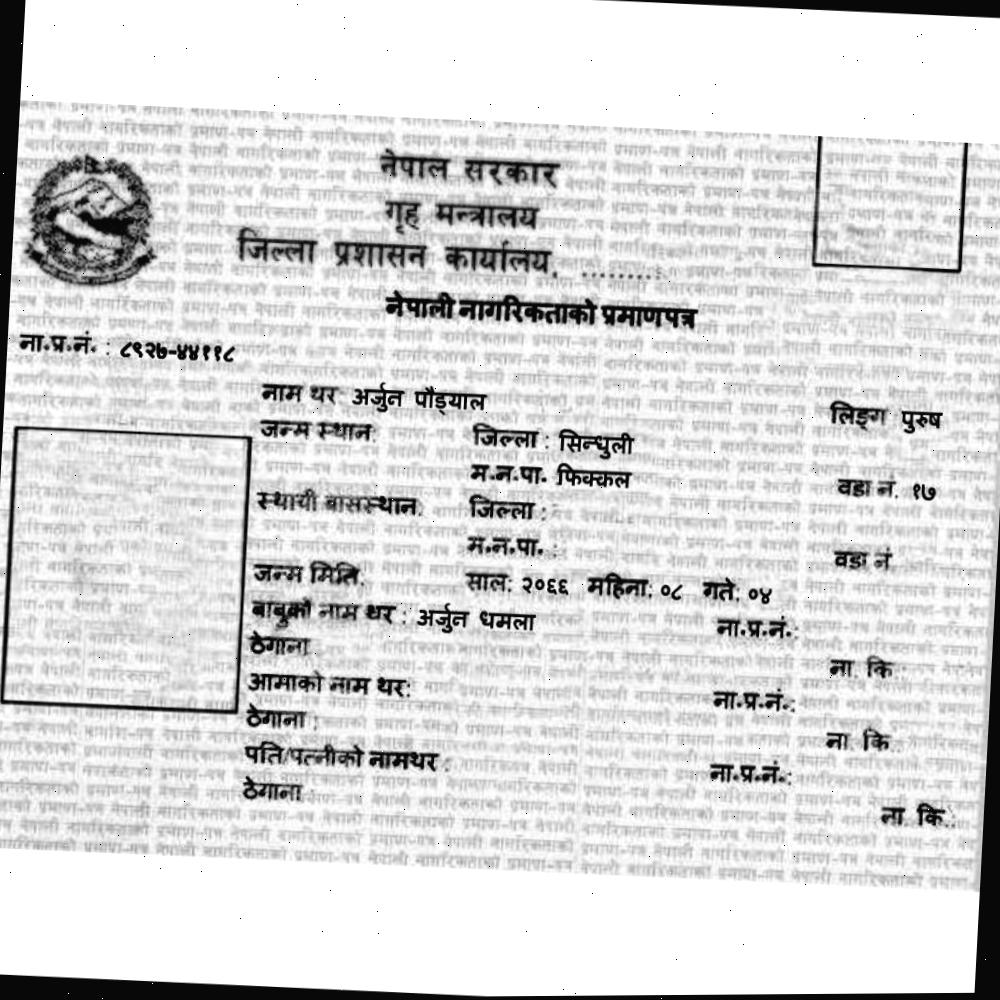 नेपाल सरकार
गृह मन्त्रालय
जिल्ला प्रशासन कार्यालय, .........
नेपाली नागरिकताको प्रमाणपत्र
ना.प्र.नं. : ८९२७-४४११८
नाम थर: अर्जुन पौड्याल लिङ्ग पुरुष
जन्म स्थान: जिल्ला : सिन्धुली
म.न.पा. फिक्कल वडा नं. १७
स्थायी बासस्थान: जिल्ला :
म.न.पा. : वडा नं
जन्म मिति: साल: २०६६ महिना: ०८ गते: ०४
बाबुको नाम थर : अर्जुन धमला ना.प्र.नं.:
ठेगाना : ना. कि.:
आमाको नाम थर: ना.प्र.नं.:
ठेगाना : ना. कि.:
पति/पत्नीको नामथर : ना.प्र.नं.:
ठेगाना : ना. कि.: